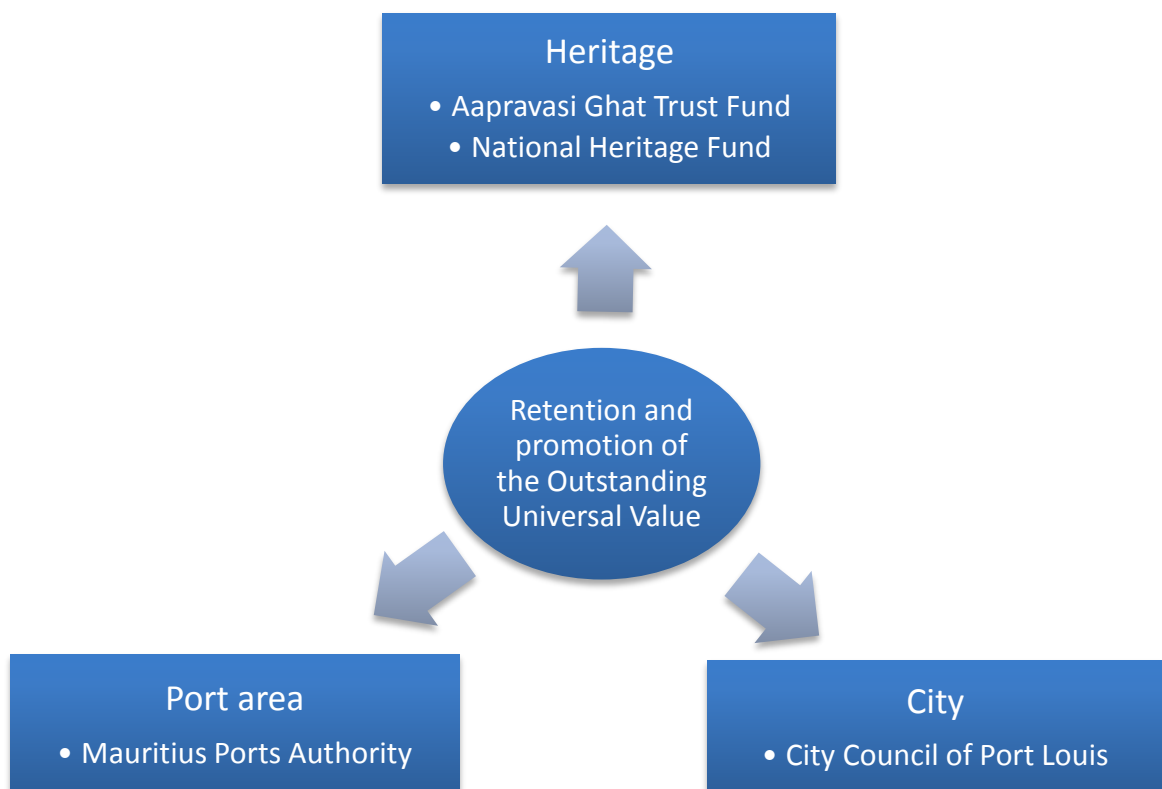 Heritage
• Aapravasi Ghat Trust Fund
• National Heritage Fund
Retention and
promotion of
the Outstanding
Universal Value
Port area
• Mauritius Ports Authority
City
• City Council of Port Louis